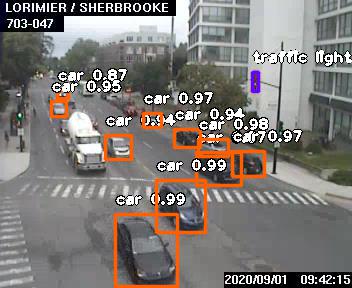 LORIMIER / SHERBROOKE
703-047
traffic light
car 0.87
car 0.95
car 0.97
car 0.94
car 0.94
car 0.98
car 0.97
car 0.99
car 0.99
2020/09/01 09:42:15